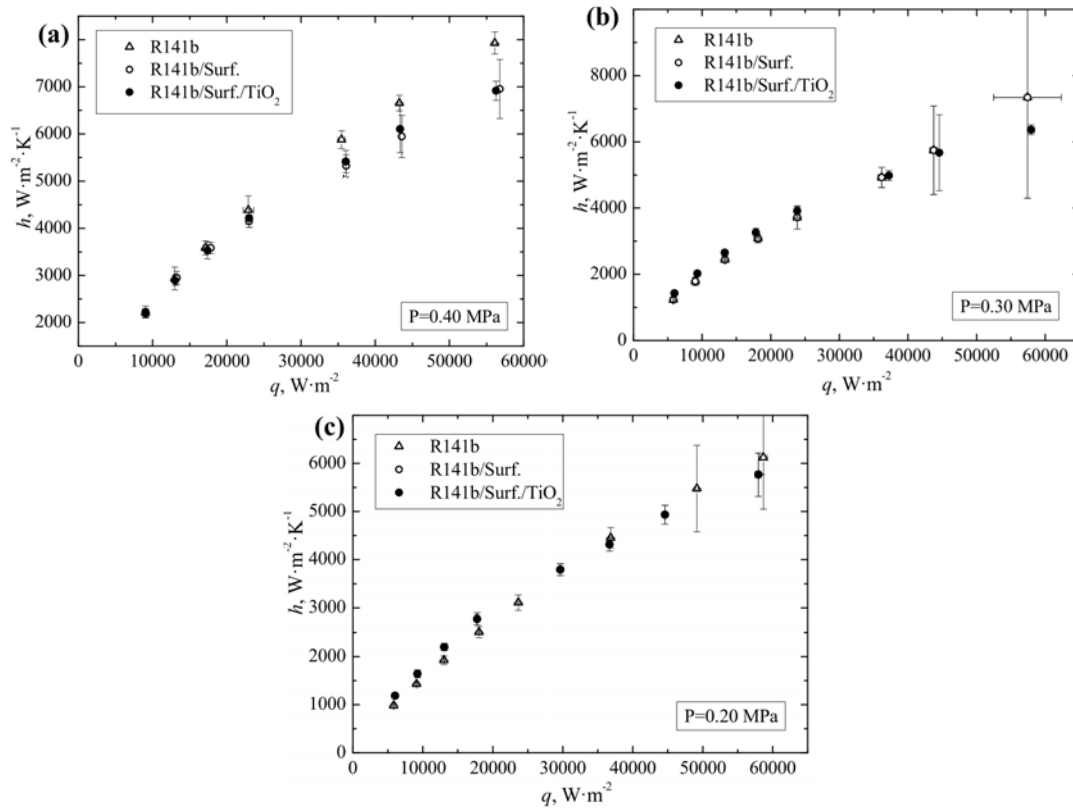 (a)
R141b
R141b/Surf.
R141b/Surf./TiO₂
7000
6000
5000
4000
3000
2000
h, W·m⁻²·K⁻¹
P=0.40 MPa
10000 20000 30000 40000 50000 60000
q, W·m⁻²
(b)
R141b
R141b/Surf.
R141b/Surf./TiO₂
8000
6000
4000
2000
0
h, W·m⁻²·K⁻¹
P=0.30 MPa
0 10000 20000 30000 40000 50000 60000
q, W·m⁻²
(c)
R141b
R141b/Surf.
R141b/Surf./TiO₂
6000
5000
4000
3000
2000
1000
0
h, W·m⁻²·K⁻¹
P=0.20 MPa
0 10000 20000 30000 40000 50000 60000
q, W·m⁻²